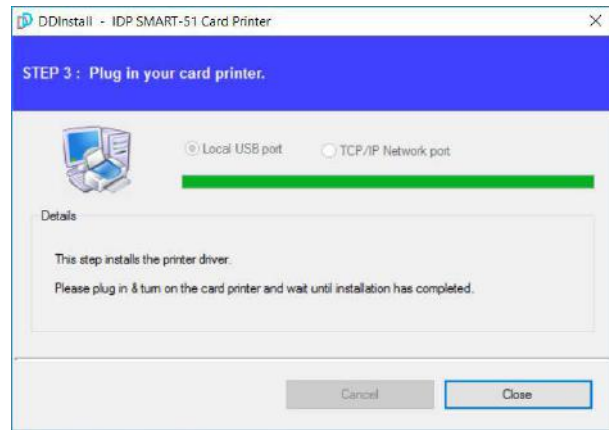 DDInstall - IDP SMART-51 Card Printer
STEP 3 : Plug in your card printer.
Local USB port TCP/IP Network port
Details
This step installs the printer driver.
Please plug in & turn on the card printer and wait until installation has completed.
Cancel Close